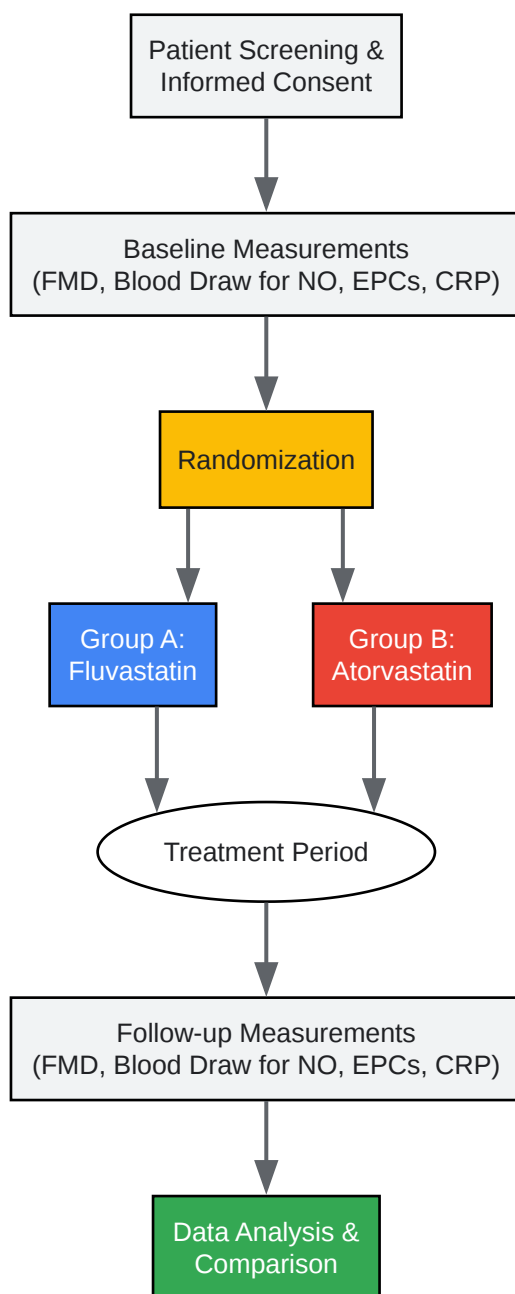 Patient Screening &
Informed Consent
Baseline Measurements
(FMD, Blood Draw for NO, EPCs, CRP)
Randomization
Group A:
Fluvastatin
Group B:
Atorvastatin
Treatment Period
Follow-up Measurements
(FMD, Blood Draw for NO, EPCs, CRP)
Data Analysis &
Comparison